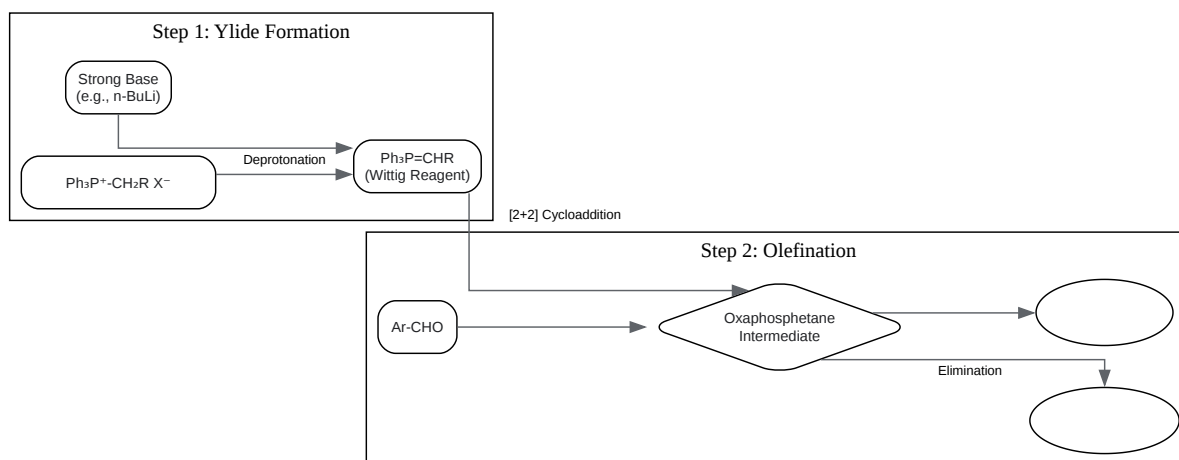 Step 1: Ylide Formation
Strong Base
(e.g., n-BuLi)
Deprotonation
Ph₃P⁺-CH₂R X⁻
Ph₃P=CHR
(Wittig Reagent)
[2+2] Cycloaddition
Step 2: Olefination
Ar-CHO
Oxaphosphetane
Intermediate
Elimination